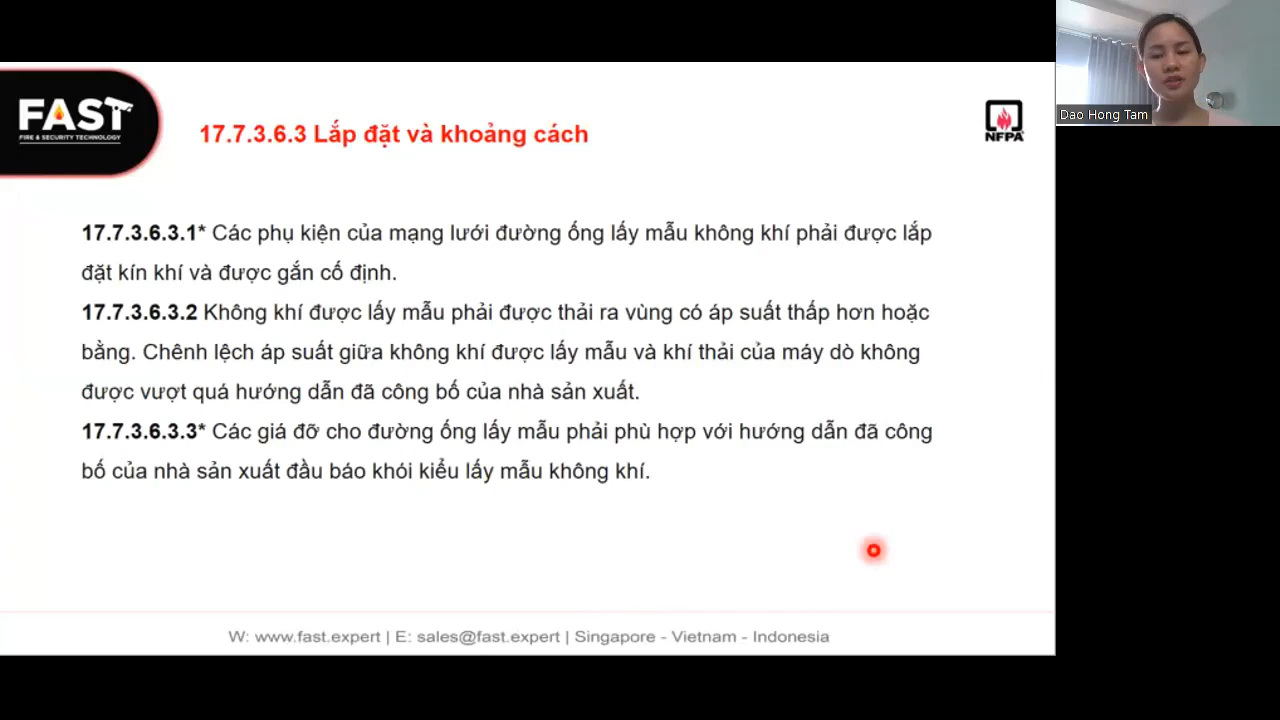 FAST
FIRE & SECURITY TECHNOLOGY
17.7.3.6.3 Lắp đặt và khoảng cách
NFPA
Dao Hong Tam
17.7.3.6.3.1* Các phụ kiện của mạng lưới đường ống lấy mẫu không khí phải được lắp
đặt kín khí và được gắn cố định.
17.7.3.6.3.2 Không khí được lấy mẫu phải được thải ra vùng có áp suất thấp hơn hoặc
bằng. Chênh lệch áp suất giữa không khí được lấy mẫu và khí thải của máy dò không
được vượt quá hướng dẫn đã công bố của nhà sản xuất.
17.7.3.6.3.3* Các giá đỡ cho đường ống lấy mẫu phải phù hợp với hướng dẫn đã công
bố của nhà sản xuất đầu báo khói kiểu lấy mẫu không khí.
W: www.fast.expert | E: sales@fast.expert | Singapore - Vietnam - Indonesia